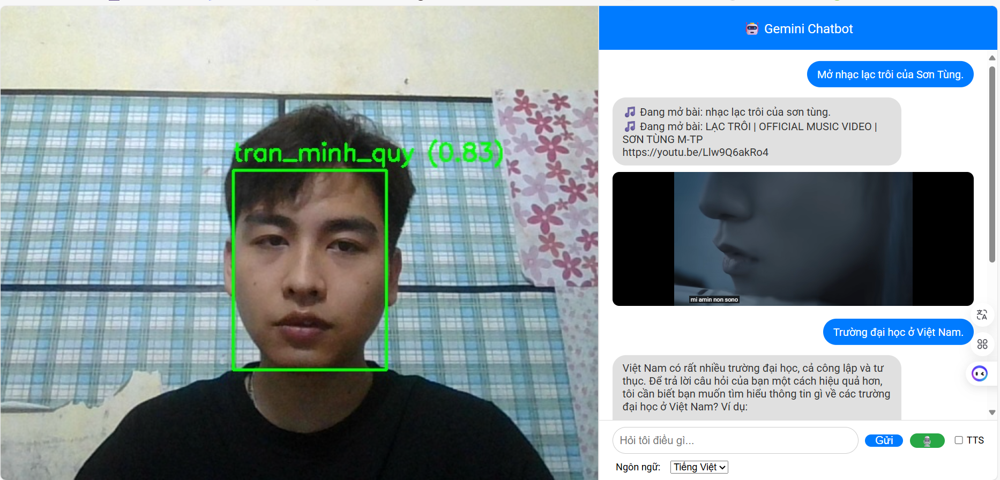 tran_minh_quy (0.83)
Gemini Chatbot
Mở nhạc lạc trôi của Sơn Tùng.
Đang mở bài: nhạc lạc trôi của sơn tùng.
Đang mở bài: LẠC TRÔI | OFFICIAL MUSIC VIDEO |
SƠN TÙNG M-TP
https://youtu.be/Llw9Q6akRo4
mi amin non sono
Trường đại học ở Việt Nam.
Việt Nam có rất nhiều trường đại học, cả công lập và tư
thục. Để trả lời câu hỏi của bạn một cách hiệu quả hơn,
tôi cần biết bạn muốn tìm hiểu thông tin gì về các trường
đại học ở Việt Nam? Ví dụ:
Hỏi tôi điều gì...
Gửi
TTS
Ngôn ngữ:
Tiếng Việt